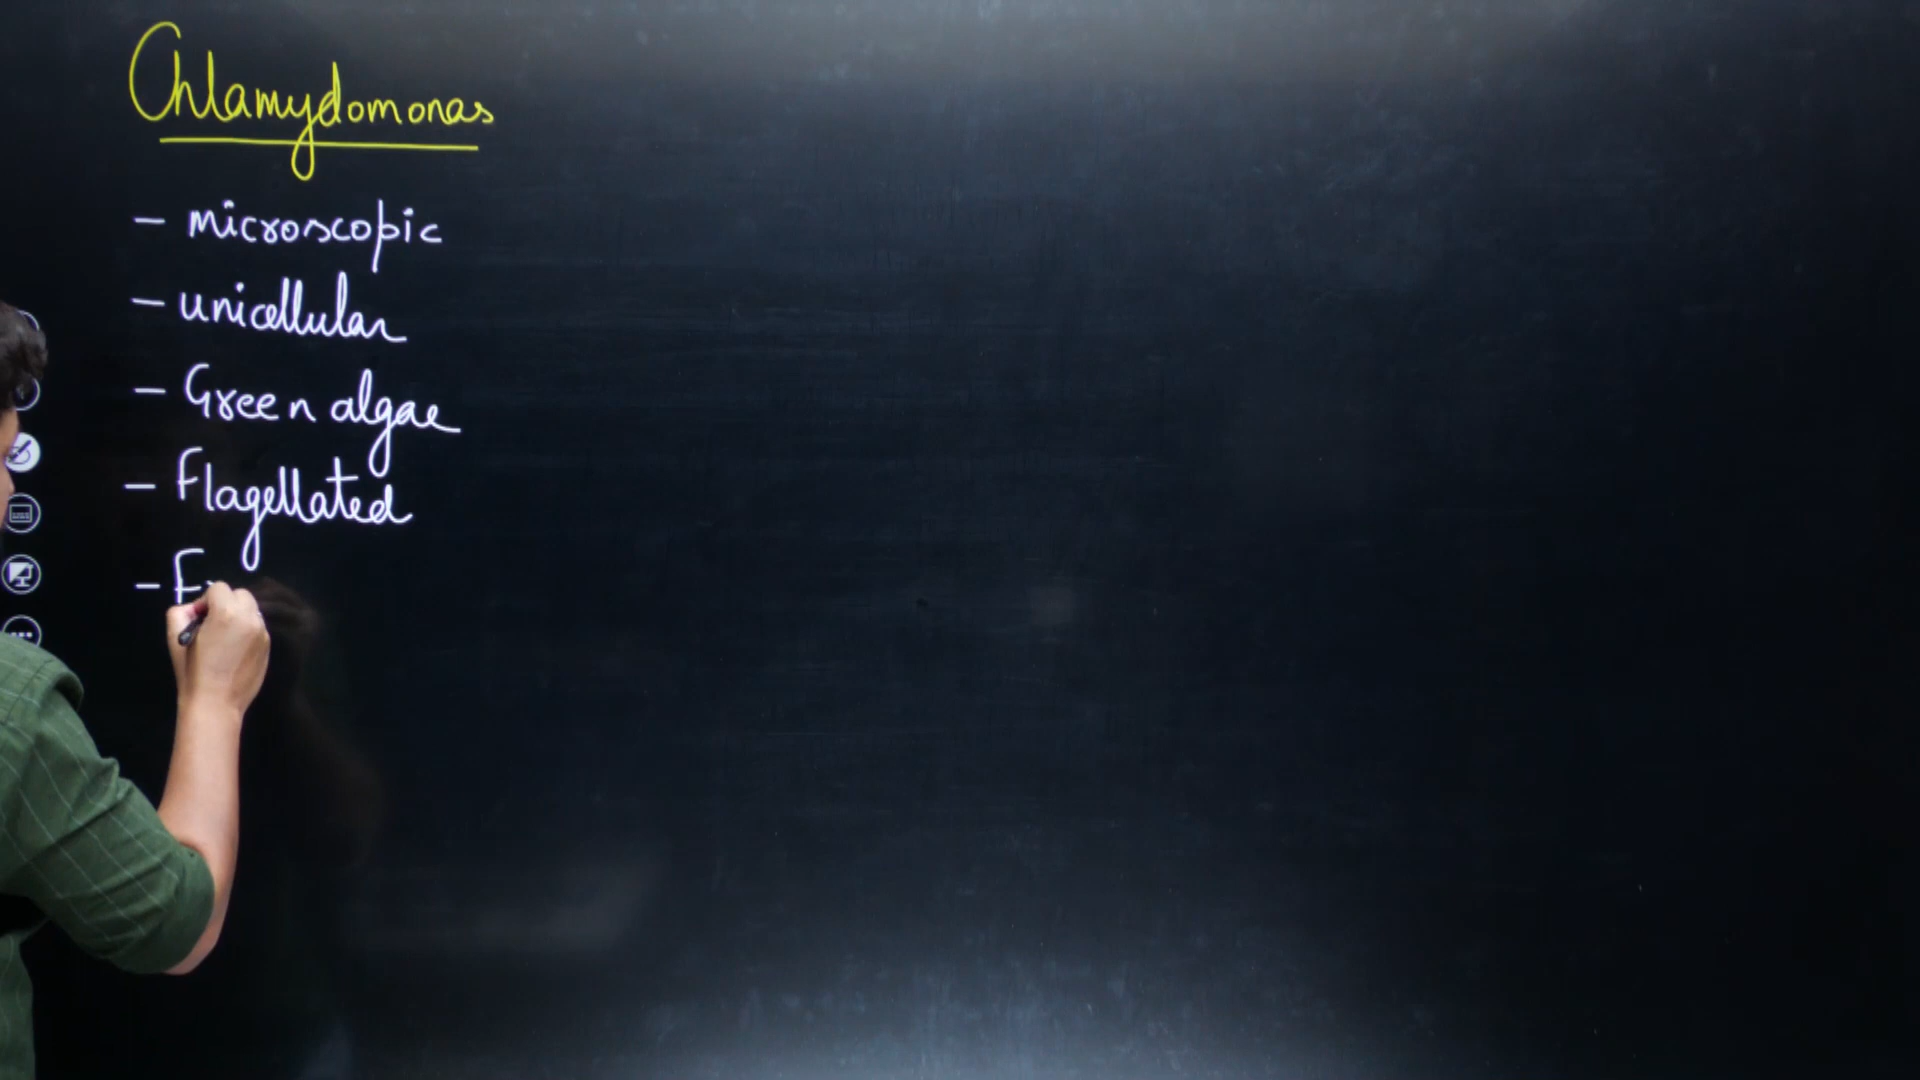 Chlamydomonas
- microscopic
- unicellular
- Green algae
- Flagellated